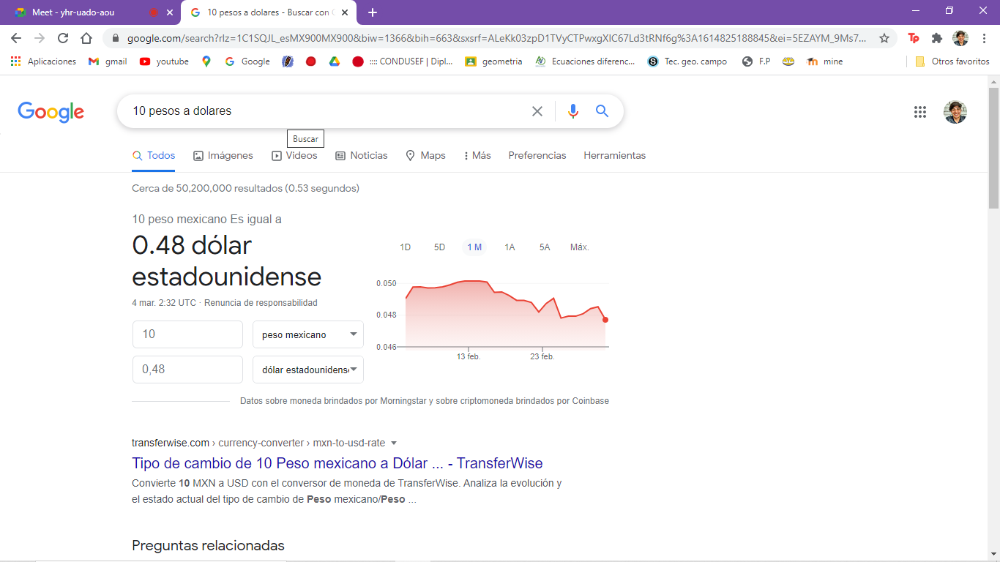 Meet - yhr-uado-aou
10 pesos a dolares - Buscar con G
google.com/search?rlz=1C1SQJL_esMX900MX900&biw=1366&bih=663&sxsrf=ALeKk03zpD1TVyCTPwxgXlC67Ld3tRNf6g%3A1614825188845&ei=5EZAYM_9Ms7...
Tp
Aplicaciones gmail youtube Google :::: CONDUSEF | Dipl... geometria Ecuaciones diferenc... Tec. geo. campo F.P mine Otros favoritos
Google
10 pesos a dolares
Buscar
Todos Imágenes Videos Noticias Maps Más Preferencias Herramientas
Cerca de 50,200,000 resultados (0.53 segundos)
10 peso mexicano Es igual a
0.48 dólar
estadounidense
4 mar. 2:32 UTC · Renuncia de responsabilidad
10 peso mexicano
0,48 dólar estadounidense
1D 5D 1 M 1A 5A Máx.
0.050
0.048
0.046
13 feb. 23 feb.
Datos sobre moneda brindados por Morningstar y sobre criptomoneda brindados por Coinbase
transferwise.com › currency-converter › mxn-to-usd-rate
Tipo de cambio de 10 Peso mexicano a Dólar ... - TransferWise
Convierte 10 MXN a USD con el conversor de moneda de TransferWise. Analiza la evolución y
el estado actual del tipo de cambio de Peso mexicano/Peso ...
Preguntas relacionadas